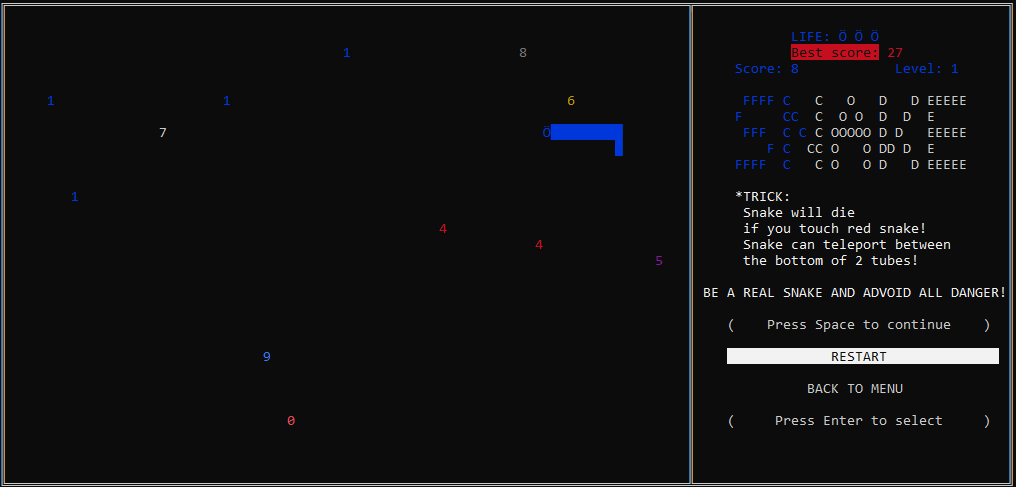 LIFE: Ö Ö Ö
1 8
Best score: 27
Score: 8 Level: 1
1 1 6
FFFF C C O D D EEEEE
F CC C O O D D E
7 Ö
FFF C C C OOOOO D D EEEEE
F C CC O O DD D E
FFFF C C O O D D EEEEE
1
*TRICK:
Snake will die
4
if you touch red snake!
4
Snake can teleport between
5
the bottom of 2 tubes!
BE A REAL SNAKE AND ADVOID ALL DANGER!
( Press Space to continue )
9
RESTART
BACK TO MENU
0
( Press Enter to select )